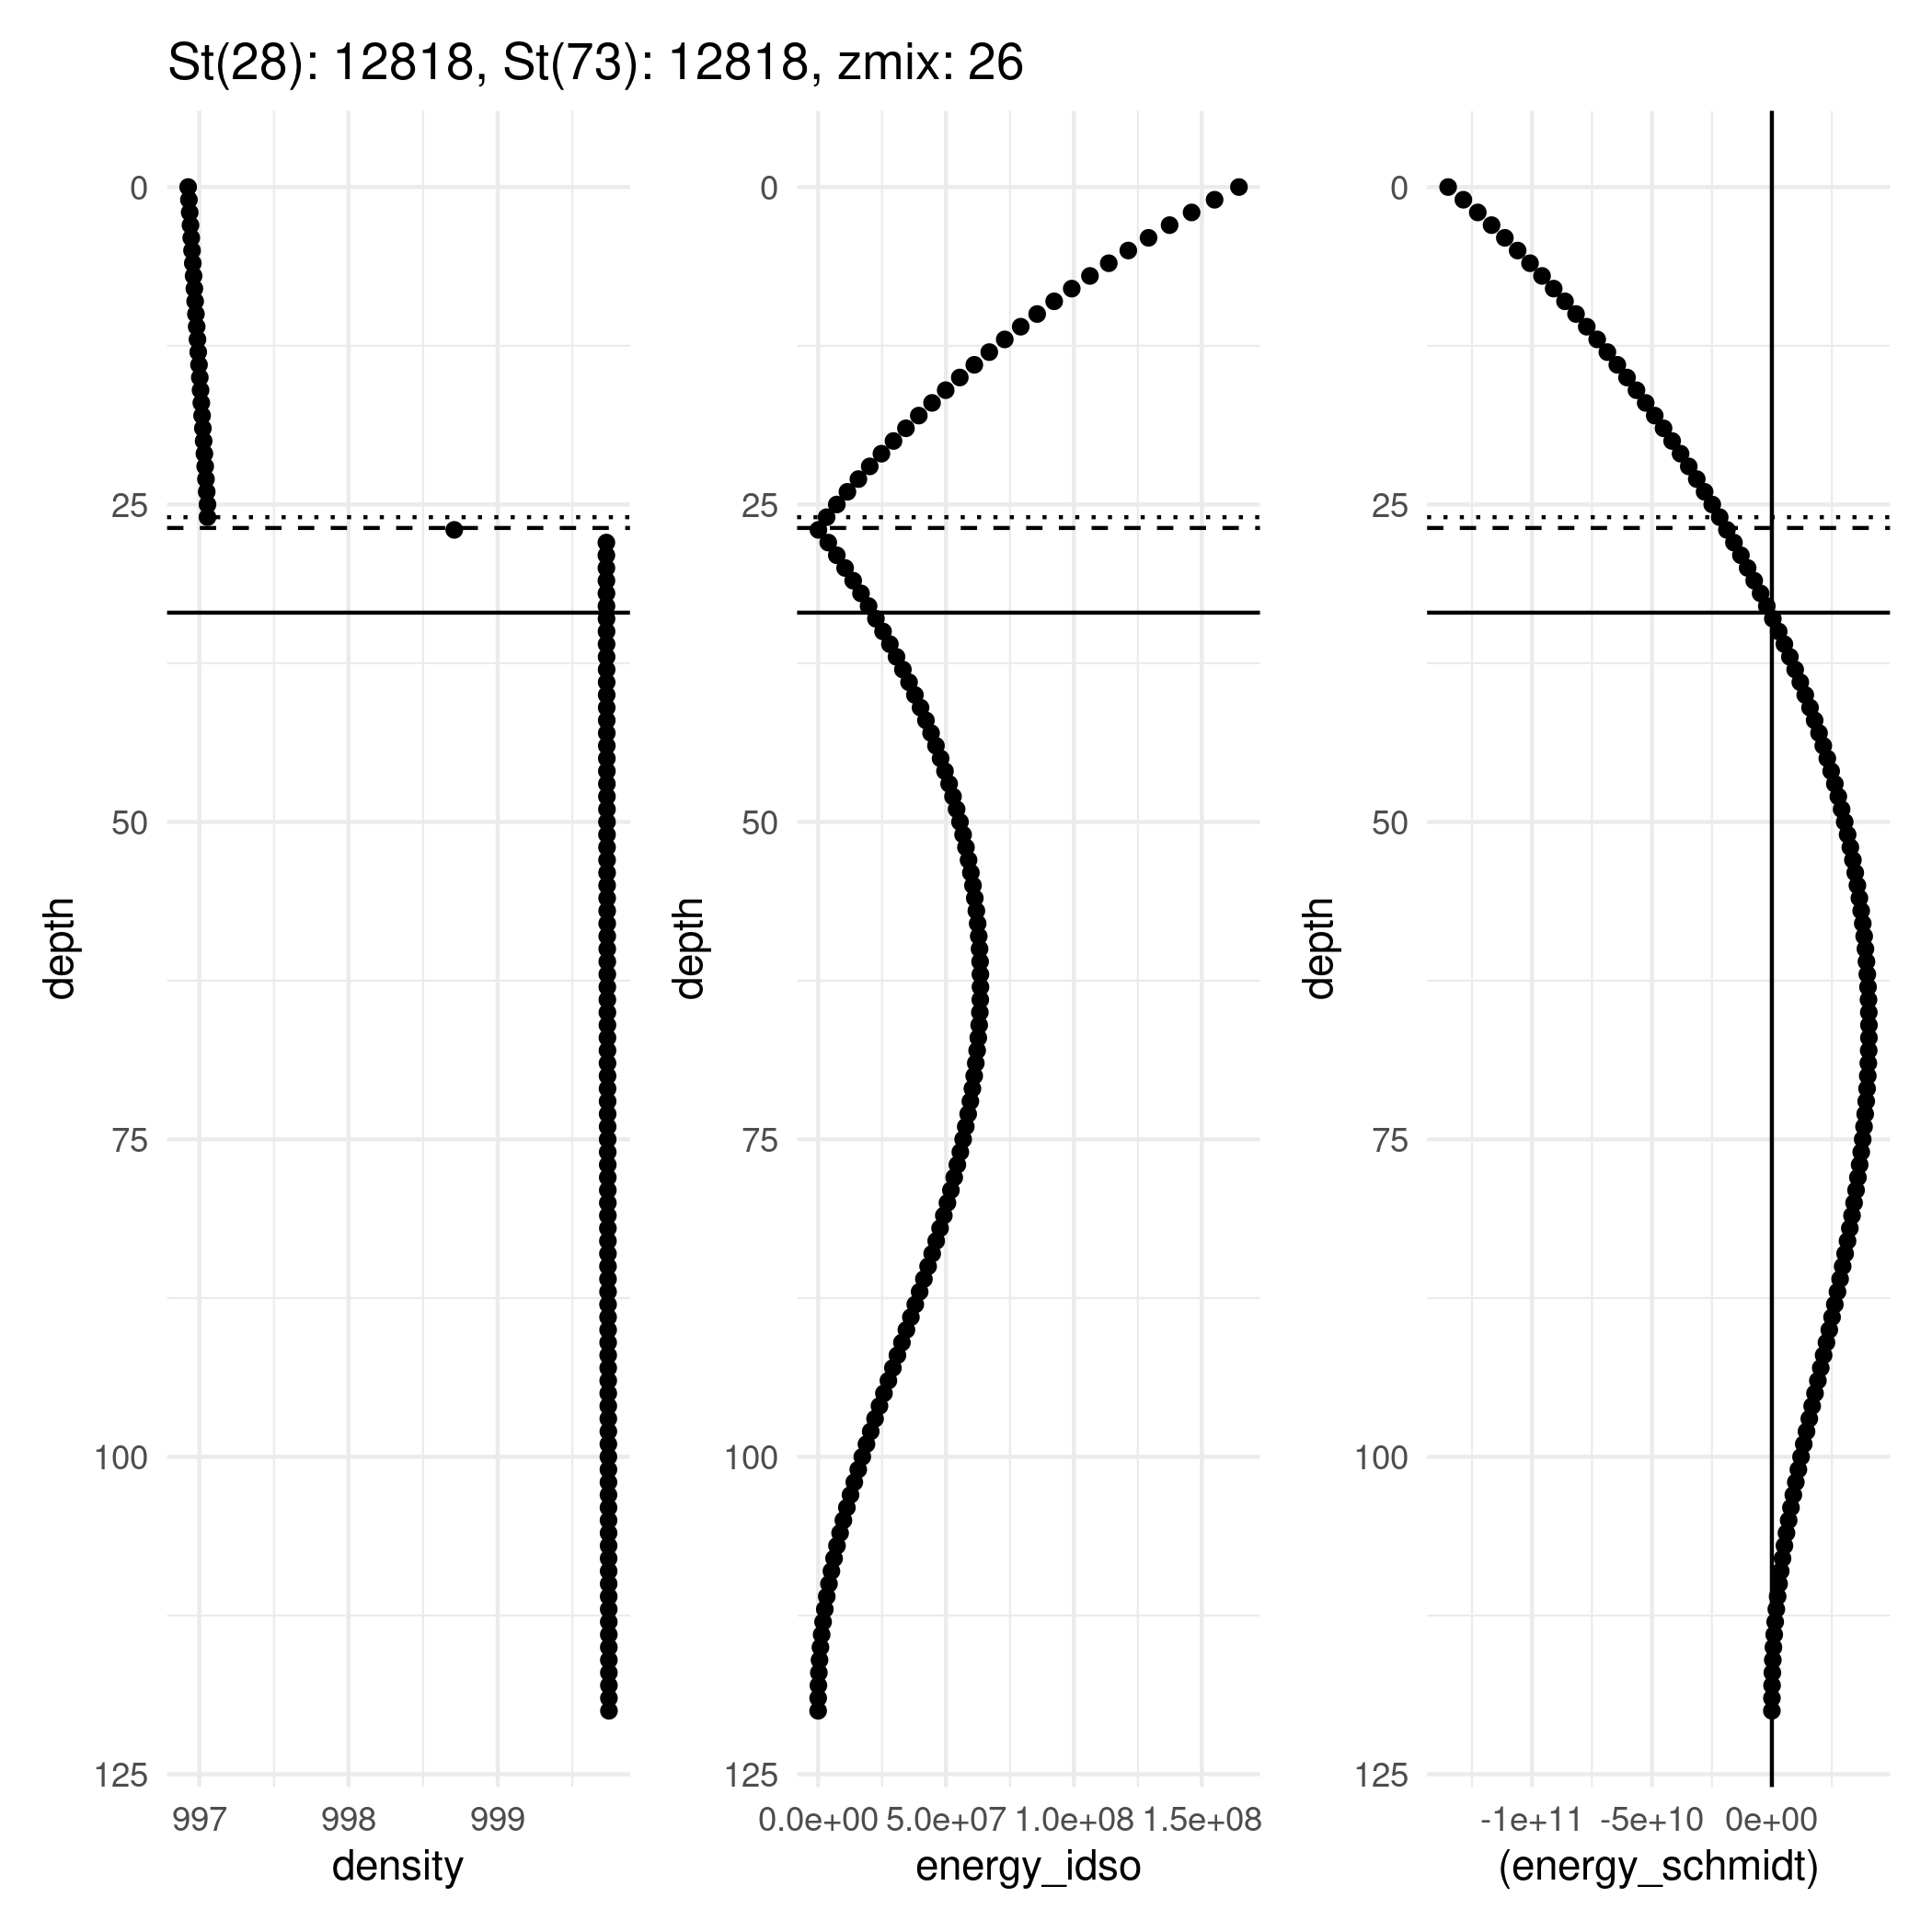 St(28): 12818, St(73): 12818, zmix: 26
depth
0
25
50
75
100
125
997 998 999
density
depth
0
25
50
75
100
125
0.0e+00 5.0e+07 1.0e+08 1.5e+08
energy_idso
depth
0
25
50
75
100
125
-1e+11 -5e+10 0e+00
(energy_schmidt)